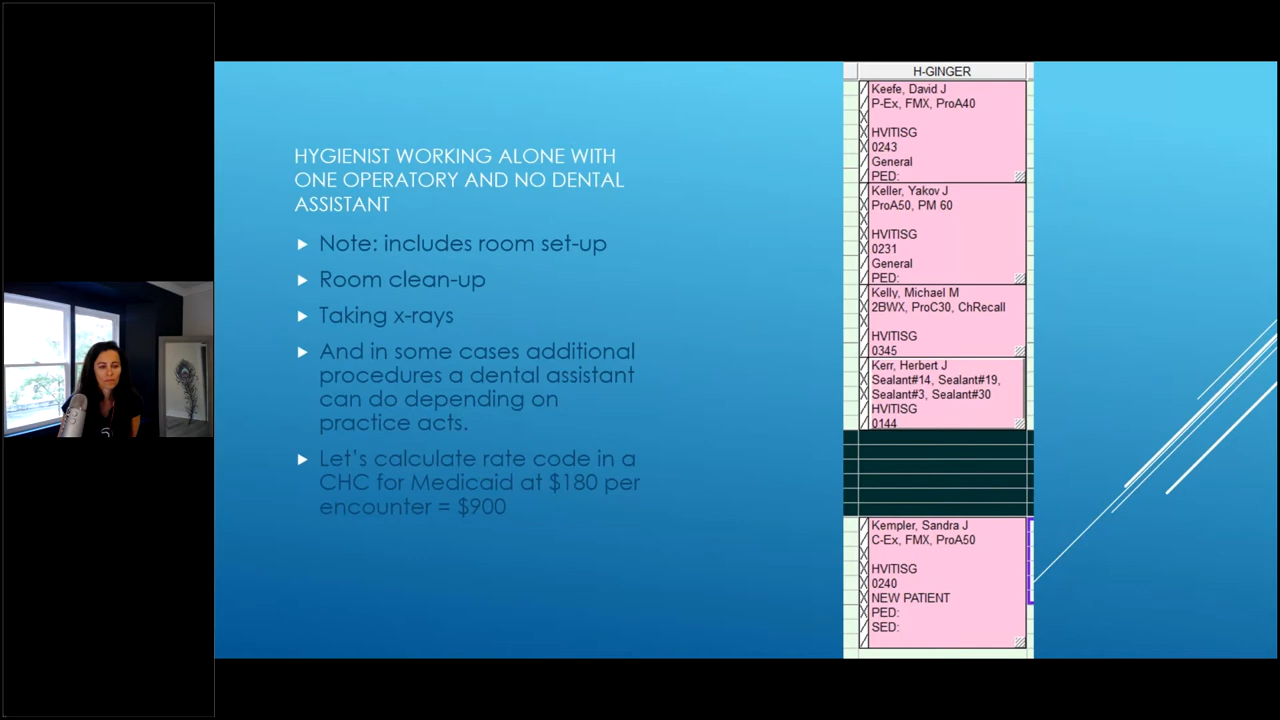 HYGIENIST WORKING ALONE WITH
ONE OPERATORY AND NO DENTAL
ASSISTANT
Note: includes room set-up
Room clean-up
Taking x-rays
And in some cases additional
procedures a dental assistant
can do depending on
practice acts.
Let's calculate rate code in a
CHC for Medicaid at $180 per
encounter = $900
H-GINGER
Keefe, David J
P-Ex, FMX, ProA40
HVITISG
0243
General
PED:
Keller, Yakov J
ProA50, PM 60
HVITISG
0231
General
PED:
Kelly, Michael M
2BWX, ProC30, ChRecall
HVITISG
0345
Kerr, Herbert J
Sealant#14, Sealant#19,
Sealant#3, Sealant#30
HVITISG
0144
Kempler, Sandra J
C-Ex, FMX, ProA50
HVITISG
0240
NEW PATIENT
PED:
SED: